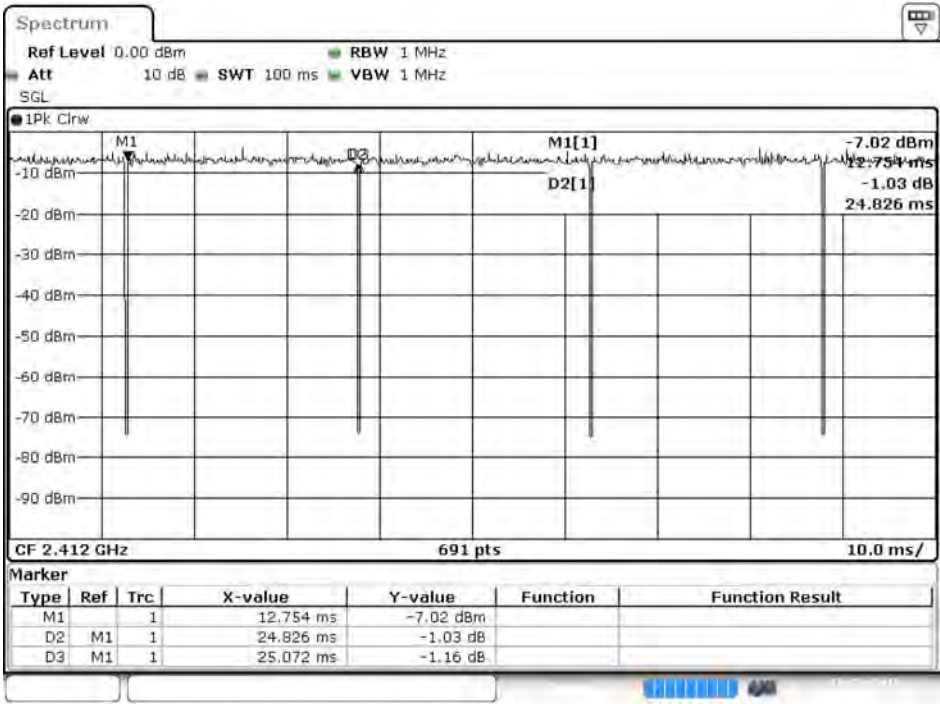 Spectrum
Ref Level 0.00 dBm RBW 1 MHz
Att 10 dB SWT 100 ms VBW 1 MHz
SGL
1Pk Clrw
M1 M1[1] -7.02 dBm
12.754 ms
-10 dBm D2[1] -1.03 dB
24.826 ms
-20 dBm
-30 dBm
-40 dBm
-50 dBm
-60 dBm
-70 dBm
-80 dBm
-90 dBm
CF 2.412 GHz 691 pts 10.0 ms/
Marker
Type Ref Trc X-value Y-value Function Function Result
M1 1 12.754 ms -7.02 dBm
D2 M1 1 24.826 ms -1.03 dB
D3 M1 1 25.072 ms -1.16 dB